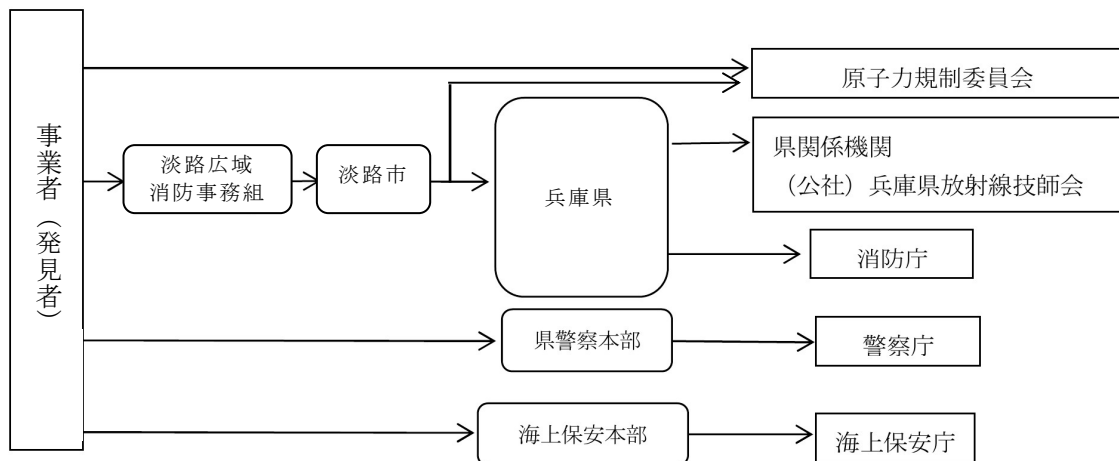 事業者（発見者）
淡路広域
消防事務組
淡路市
兵庫県
原子力規制委員会
県関係機関
（公社）兵庫県放射線技師会
消防庁
県警察本部
警察庁
海上保安本部
海上保安庁